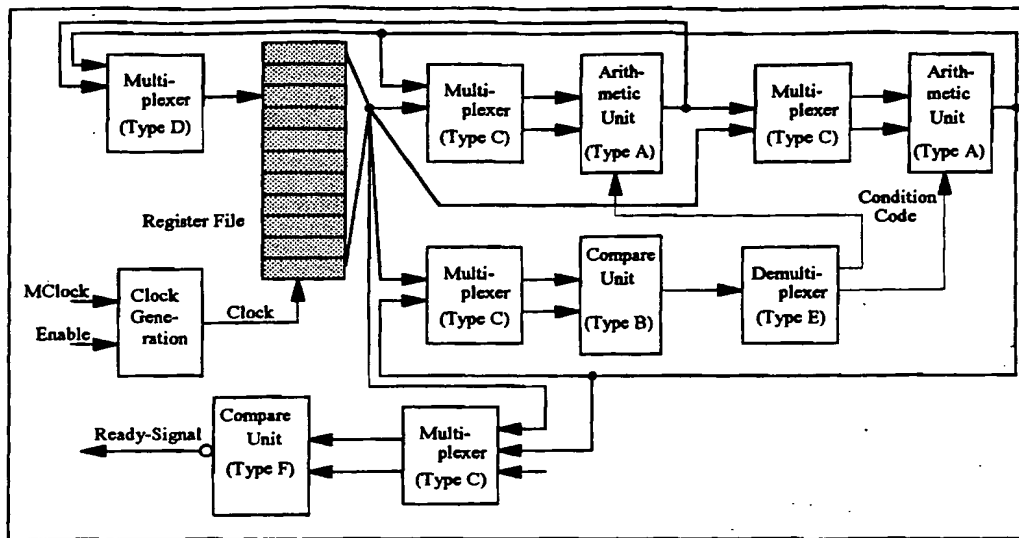 Multi-
plexer
(Type D)
Register File
Multi-
plexer
(Type C)
Arith-
metic Unit
(Type A)
Multi-
plexer
(Type C)
Arith-
metic Unit
(Type A)
Condition
Code
MClock
Enable
Clock
Gene-
ration
Clock
Multi-
plexer
(Type C)
Compare
Unit
(Type B)
Demulti-
plexer
(Type E)
Ready-Signal
Compare
Unit
(Type F)
Multi-
plexer
(Type C)